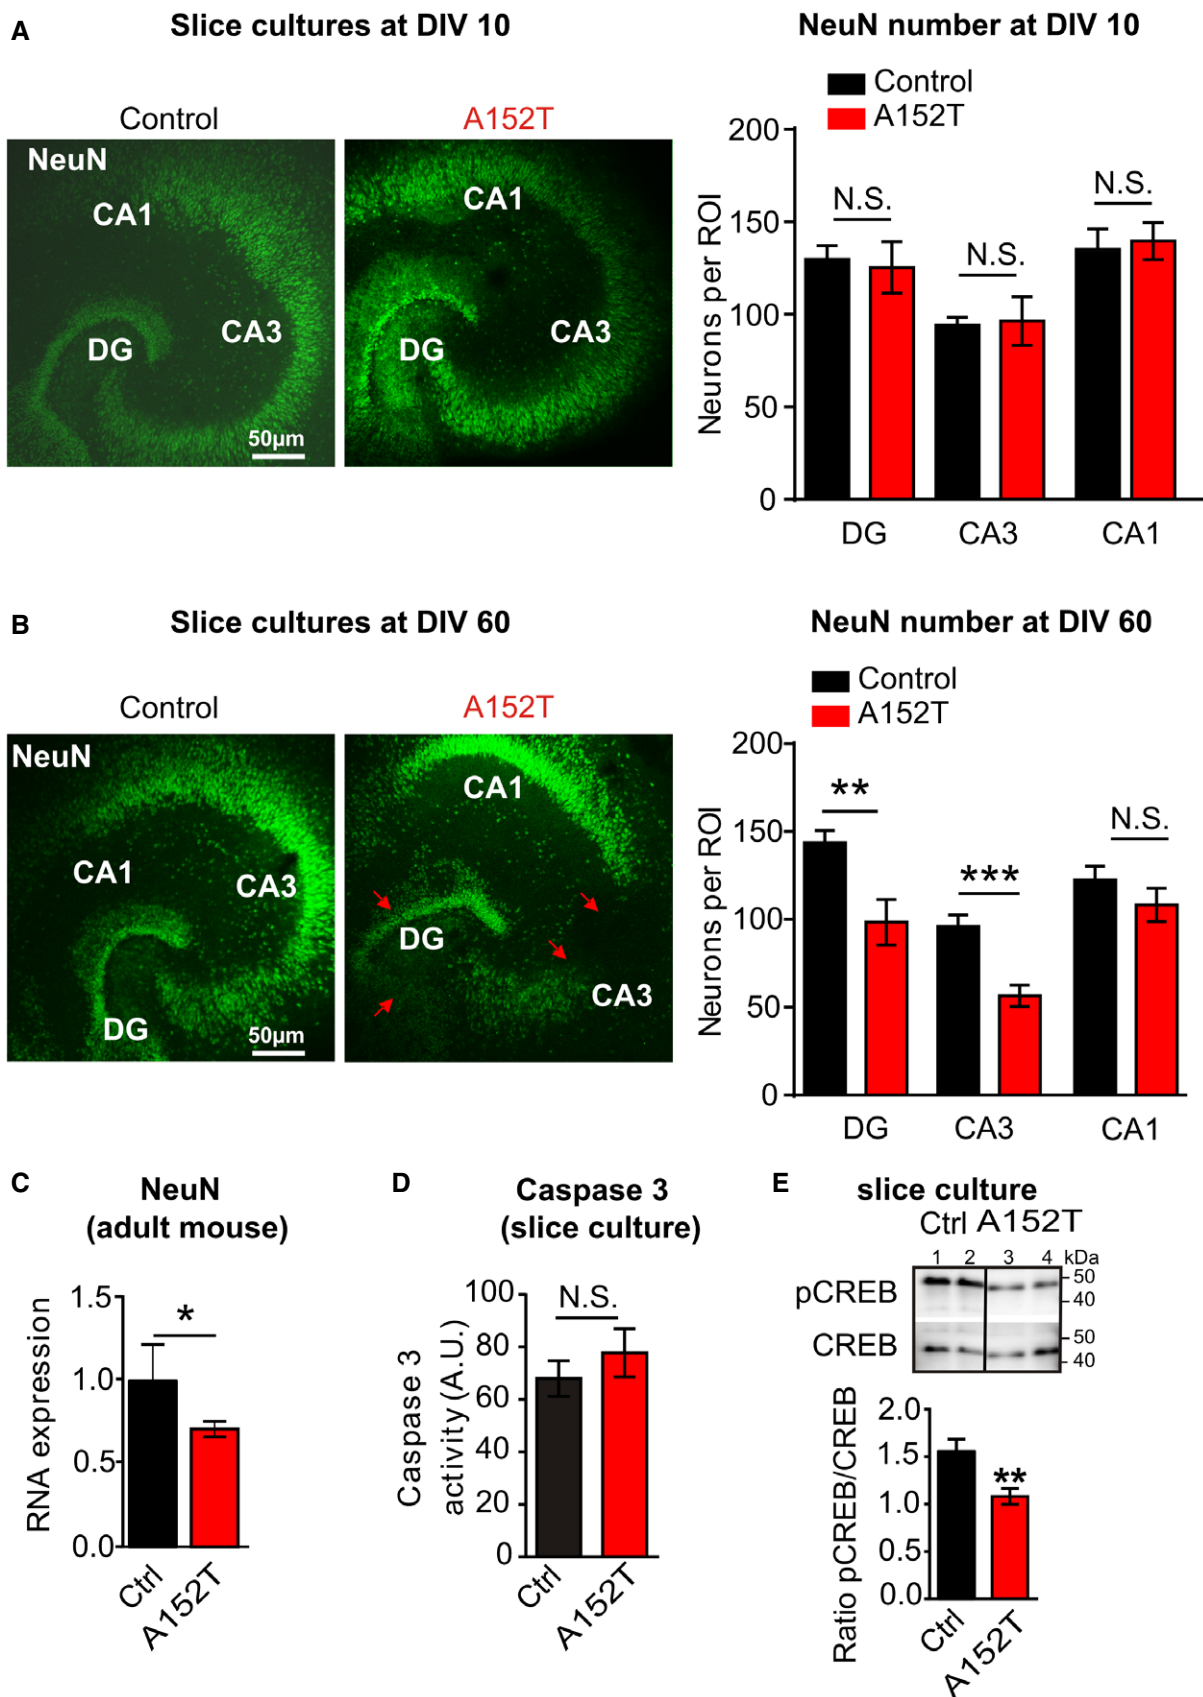 A
Slice cultures at DIV 10
NeuN number at DIV 10
Control
A152T
Control
A152T
NeuN
CA1
CA3
DG
50µm
CA1
CA3
DG
Neurons per ROI
200
150
100
50
0
N.S.
N.S.
N.S.
DG
CA3
CA1
B
Slice cultures at DIV 60
NeuN number at DIV 60
Control
A152T
Control
A152T
NeuN
CA1
CA3
DG
50µm
CA1
DG
CA3
Neurons per ROI
200
150
100
50
0
**
***
N.S.
DG
CA3
CA1
C
NeuN
(adult mouse)
RNA expression
1.5
1.0
0.5
0.0
*
Ctrl
A152T
D
Caspase 3
(slice culture)
Caspase 3
activity (A.U.)
100
80
60
40
20
0
N.S.
Ctrl
A152T
E
slice culture
Ctrl A152T
1 2 3 4 kDa
pCREB
50
40
CREB
50
40
Ratio pCREB/CREB
2.0
1.5
1.0
0.5
0.0
**
Ctrl
A152T